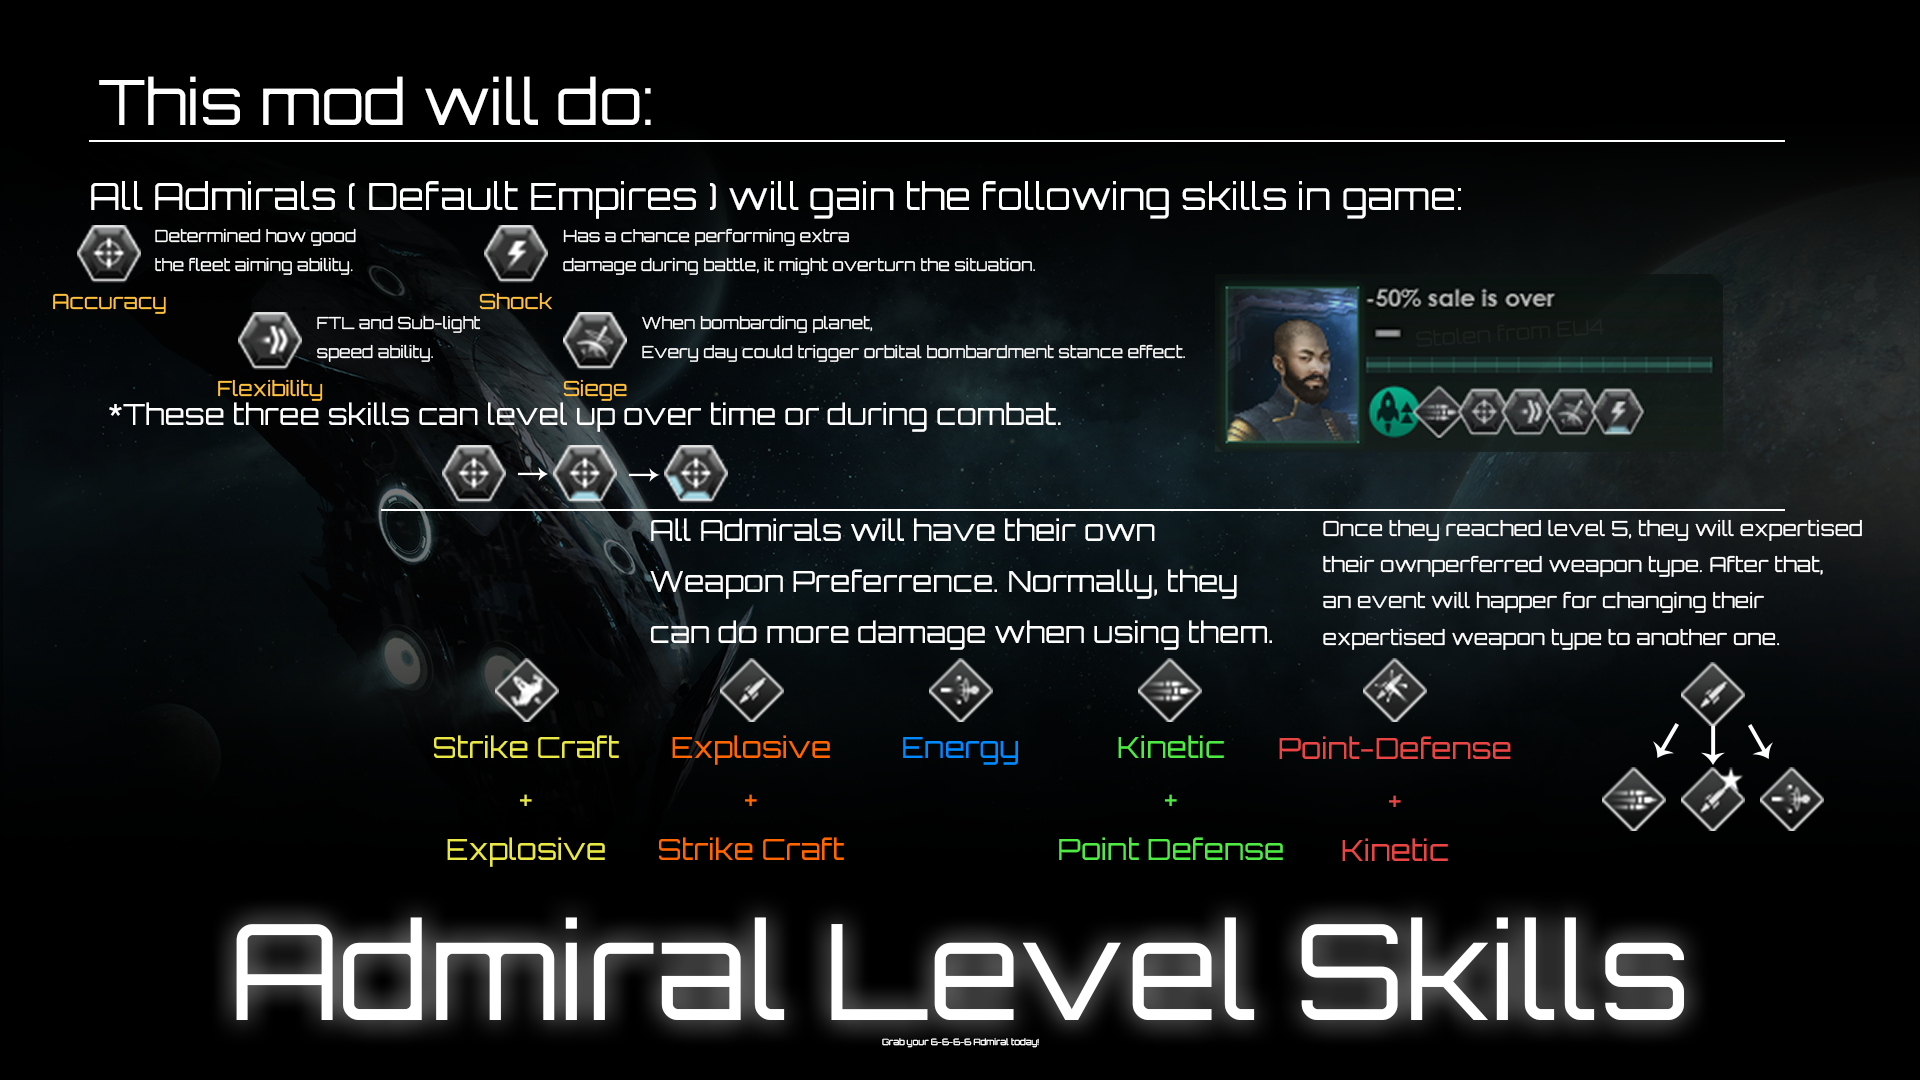 This mod will do:
All Admirals ( Default Empires ) will gain the following skills in game:
Determined how good
the fleet aiming ability.
Accuracy
Has a chance performing extra
damage during battle, it might overturn the situation.
Shock
FTL and Sub-light
speed ability.
Flexibility
When bombarding planet,
Every day could trigger orbital bombardment stance effect.
Siege
*These three skills can level up over time or during combat.
-50% sale is over
Stolen from EU4
All Admirals will have their own
Weapon Preferrence. Normally, they
can do more damage when using them.
Once they reached level 5, they will expertised
their ownperferred weapon type. After that,
an event will happer for changing their
expertised weapon type to another one.
Strike Craft
+
Explosive
Explosive
+
Strike Craft
Energy
Kinetic
+
Point Defense
Point-Defense
+
Kinetic
Admiral Level Skills
Grab your 6-6-6-6 Admiral today!